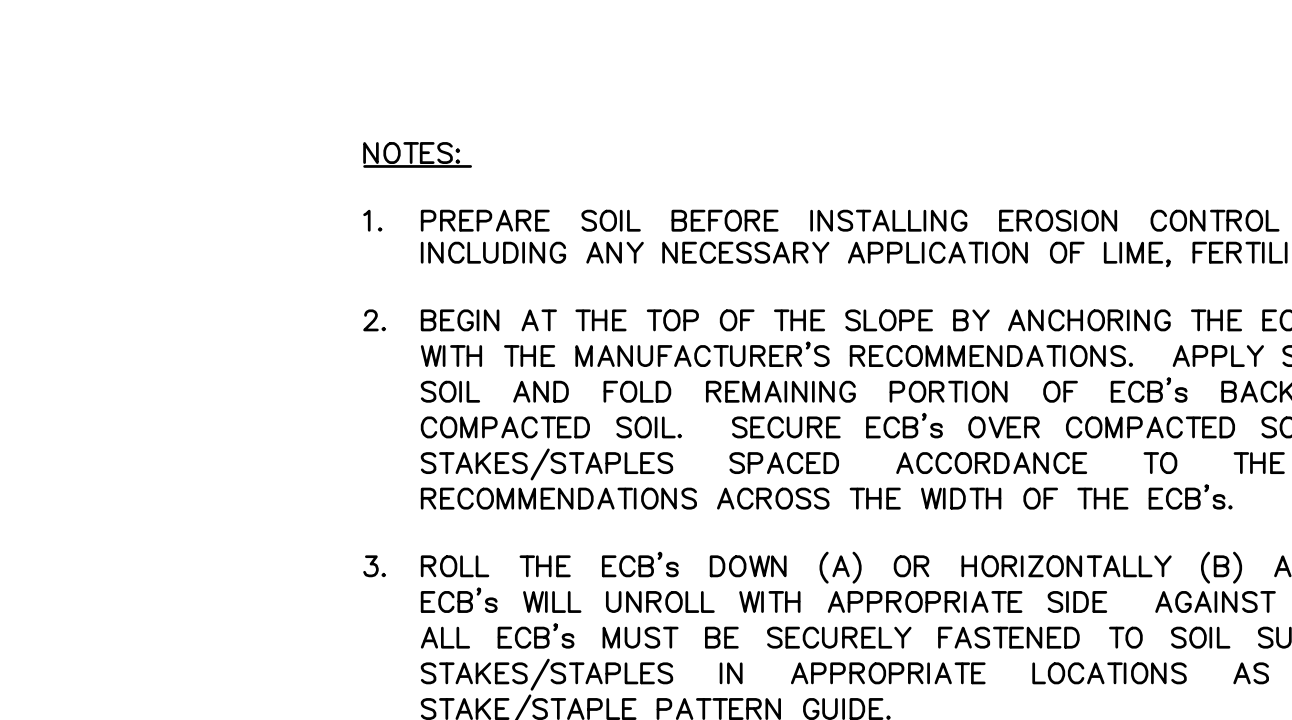 NOTES:
1. PREPARE SOIL BEFORE INSTALLING EROSION CONTROL
INCLUDING ANY NECESSARY APPLICATION OF LIME, FERTILI
2. BEGIN AT THE TOP OF THE SLOPE BY ANCHORING THE EC
WITH THE MANUFACTURER'S RECOMMENDATIONS. APPLY S
SOIL AND FOLD REMAINING PORTION OF ECB's BACK
COMPACTED SOIL. SECURE ECB's OVER COMPACTED SO
STAKES/STAPLES SPACED ACCORDANCE TO THE
RECOMMENDATIONS ACROSS THE WIDTH OF THE ECB's.
3. ROLL THE ECB's DOWN (A) OR HORIZONTALLY (B) A
ECB's WILL UNROLL WITH APPROPRIATE SIDE AGAINST
ALL ECB's MUST BE SECURELY FASTENED TO SOIL SU
STAKES/STAPLES IN APPROPRIATE LOCATIONS AS
STAKE/STAPLE PATTERN GUIDE.